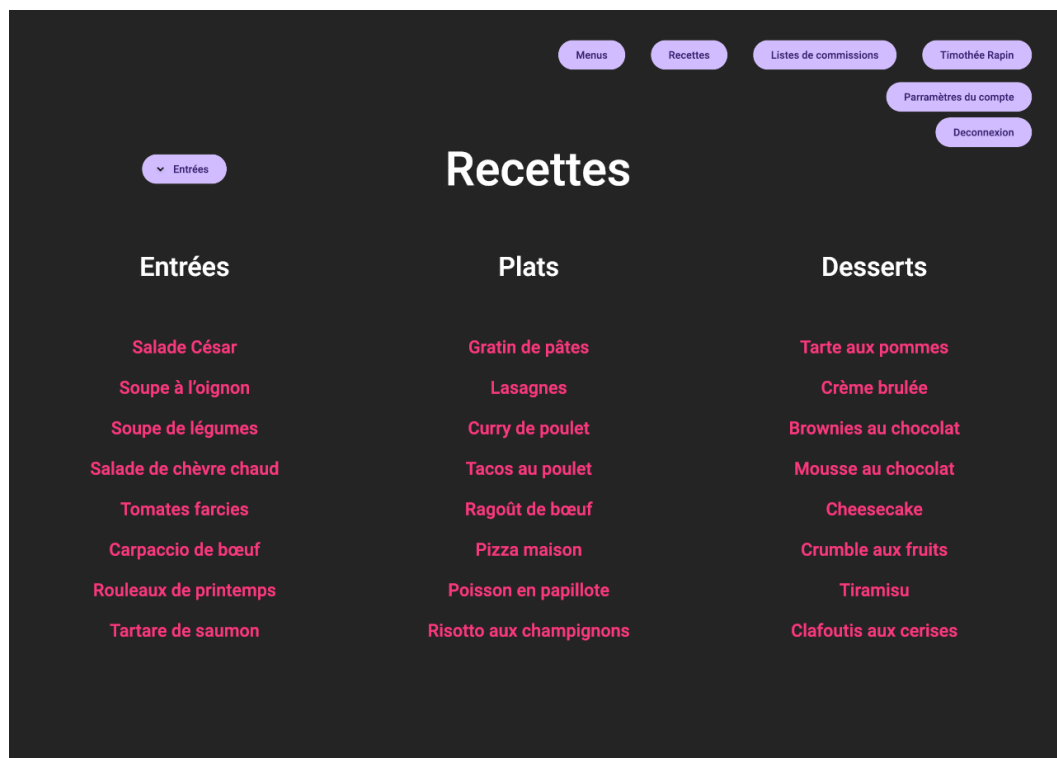 Menus Recettes Listes de commissions Timothée Rapin
Parramètres du compte
Deconnexion
Entrées
Recettes
Entrées Plats Desserts
Salade César Gratin de pâtes Tarte aux pommes
Soupe à l'oignon Lasagnes Crème brulée
Soupe de légumes Curry de poulet Brownies au chocolat
Salade de chèvre chaud Tacos au poulet Mousse au chocolat
Tomates farcies Ragoût de bœuf Cheesecake
Carpaccio de bœuf Pizza maison Crumble aux fruits
Rouleaux de printemps Poisson en papillote Tiramisu
Tartare de saumon Risotto aux champignons Clafoutis aux cerises